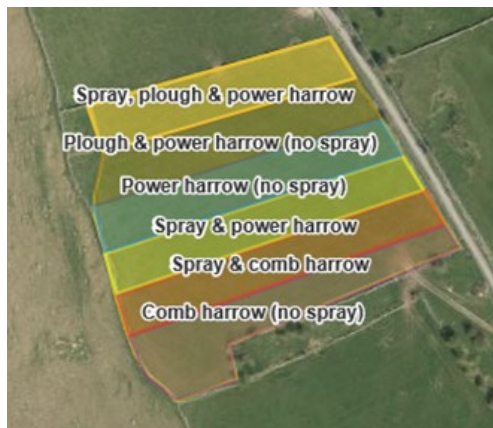 Spray, plough & power harrow
Plough & power harrow (no spray)
Power harrow (no spray)
Spray & power harrow
Spray & comb harrow
Comb harrow (no spray)